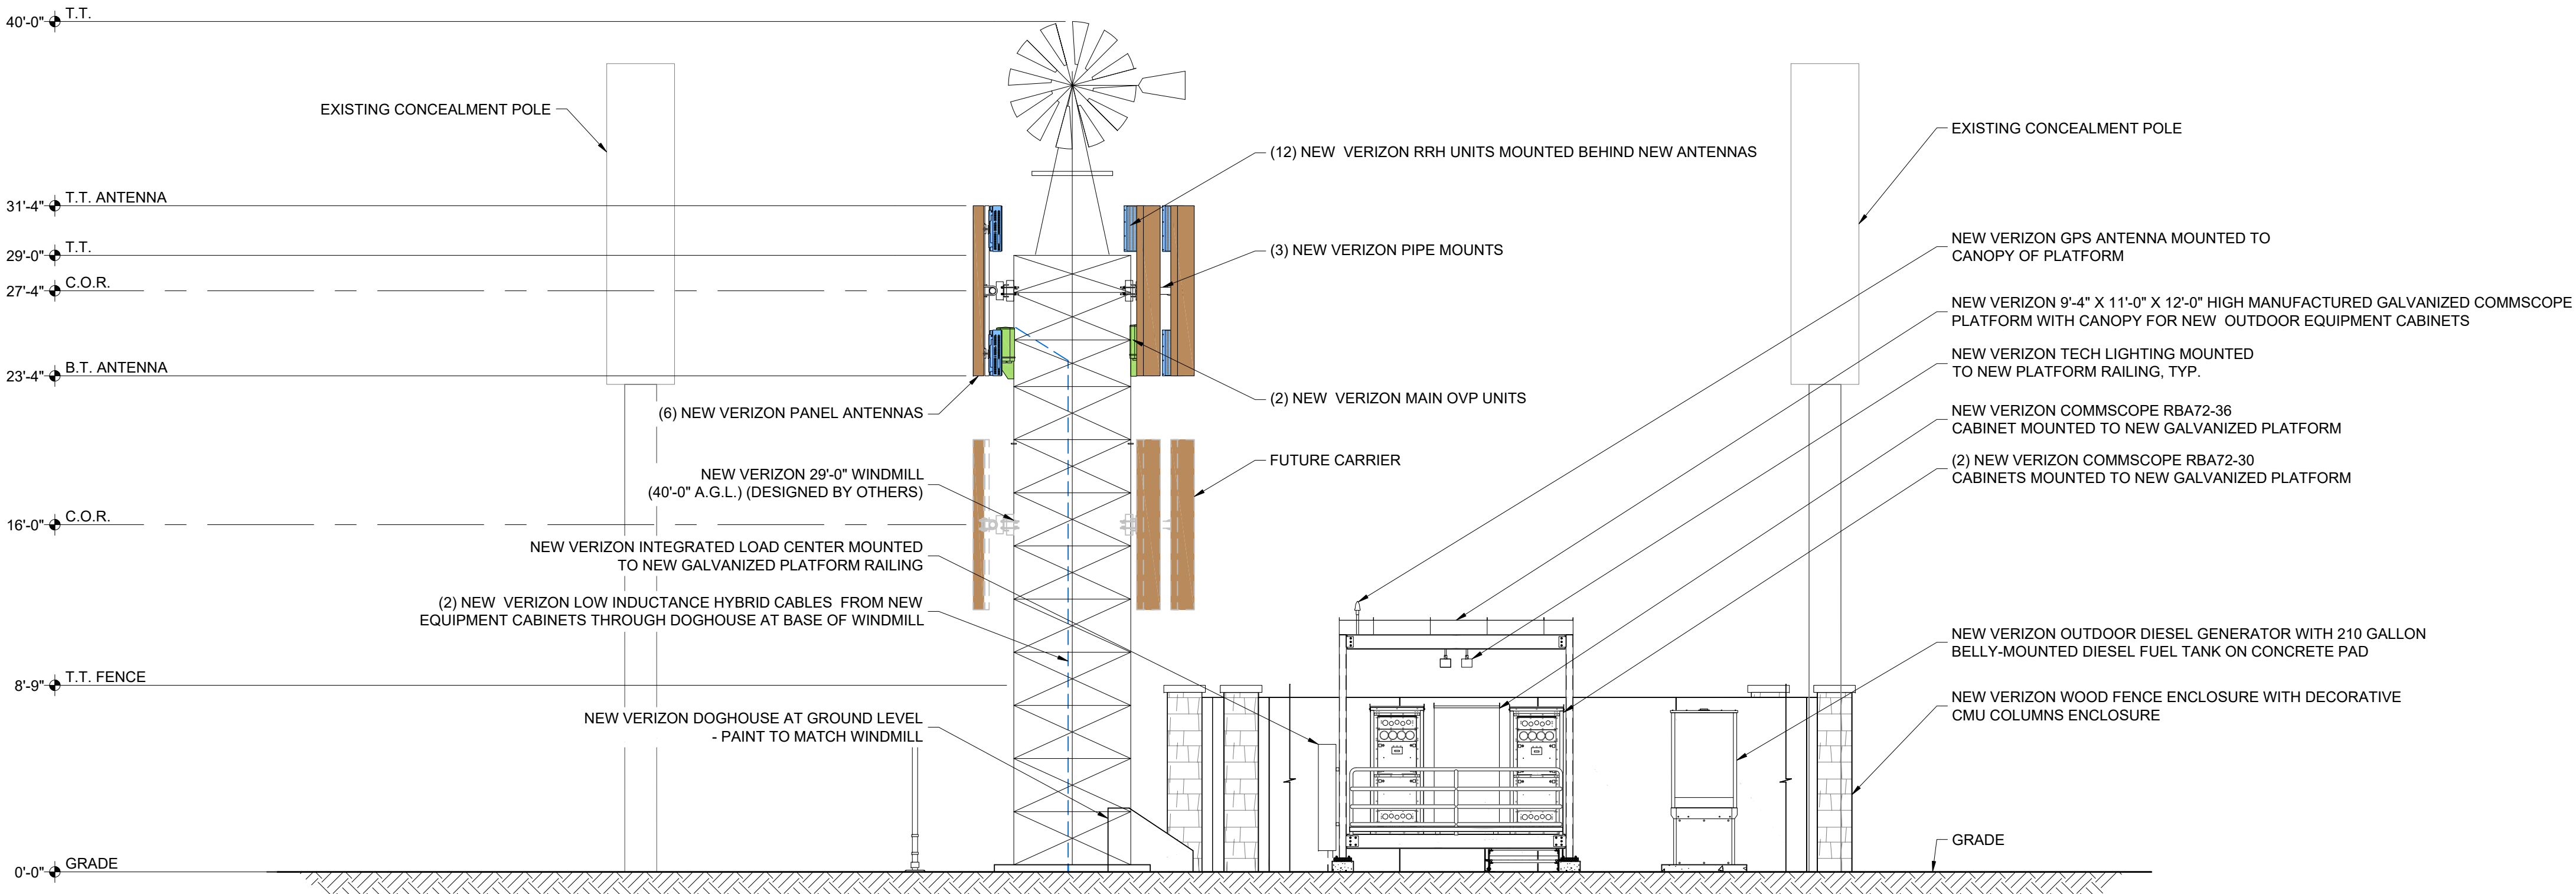 40'-0" T.T.
31'-4" T.T. ANTENNA
29'-0" T.T.
27'-4" C.O.R.
23'-4" B.T. ANTENNA
16'-0" C.O.R.
8'-9" T.T. FENCE
0'-0" GRADE
EXISTING CONCEALMENT POLE
(6) NEW VERIZON PANEL ANTENNAS
NEW VERIZON 29'-0" WINDMILL
(40'-0" A.G.L.) (DESIGNED BY OTHERS)
NEW VERIZON INTEGRATED LOAD CENTER MOUNTED
TO NEW GALVANIZED PLATFORM RAILING
(2) NEW VERIZON LOW INDUCTANCE HYBRID CABLES FROM NEW
EQUIPMENT CABINETS THROUGH DOGHOUSE AT BASE OF WINDMILL
NEW VERIZON DOGHOUSE AT GROUND LEVEL
- PAINT TO MATCH WINDMILL
(12) NEW VERIZON RRH UNITS MOUNTED BEHIND NEW ANTENNAS
(3) NEW VERIZON PIPE MOUNTS
(2) NEW VERIZON MAIN OVP UNITS
FUTURE CARRIER
EXISTING CONCEALMENT POLE
NEW VERIZON GPS ANTENNA MOUNTED TO
CANOPY OF PLATFORM
NEW VERIZON 9'-4" X 11'-0" X 12'-0" HIGH MANUFACTURED GALVANIZED COMMSCOPE
PLATFORM WITH CANOPY FOR NEW OUTDOOR EQUIPMENT CABINETS
NEW VERIZON TECH LIGHTING MOUNTED
TO NEW PLATFORM RAILING, TYP.
NEW VERIZON COMMSCOPE RBA72-36
CABINET MOUNTED TO NEW GALVANIZED PLATFORM
(2) NEW VERIZON COMMSCOPE RBA72-30
CABINETS MOUNTED TO NEW GALVANIZED PLATFORM
NEW VERIZON OUTDOOR DIESEL GENERATOR WITH 210 GALLON
BELLY-MOUNTED DIESEL FUEL TANK ON CONCRETE PAD
NEW VERIZON WOOD FENCE ENCLOSURE WITH DECORATIVE
CMU COLUMNS ENCLOSURE
GRADE